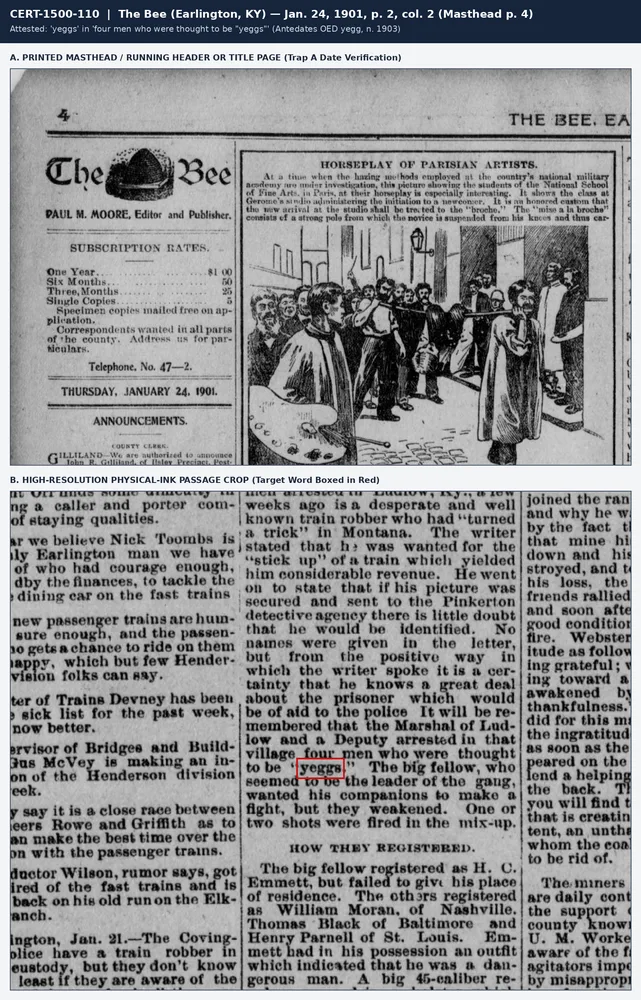 CERT-1500-110 | The Bee (Earlington, KY) — Jan. 24, 1901, p. 2, col. 2 (Masthead p. 4)
Attested: 'yeggs' in 'four men who were thought to be "yeggs"' (Antedates OED yegg, n. 1903)
A. PRINTED MASTHEAD / RUNNING HEADER OR TITLE PAGE (Trap A Date Verification)
4
THE BEE, EA
The Bee
PAUL M. MOORE, Editor and Publisher.
SUBSCRIPTION RATES.
One Year $1 00
Six Months 50
Three, Months 25
Single Copies 5
Specimen copies mailed free on ap-
plication.
Correspondents wanted in all parts
of the county. Address us for par-
ticulars.
Telephone, No. 47—2.
THURSDAY, JANUARY 24, 1901.
ANNOUNCEMENTS.
COUNTY CLERK.
GILLILAND—We are authorized to announce
John R. Gilliland, of Ilsley Precinct, Post-
HORSEPLAY OF PARISIAN ARTISTS.
At a time when the hazing methods employed at the country's national military
academy are under investigation, this picture showing the students of the National School
of Fine Arts, in Paris, at their horseplay is especially interesting. It shows the class at
Gerome's studio administering the initiation to a newcomer. It is an honored custom that
the new arrival at the studio shall be treated to the "broche." The "mise a la broche"
consists of a strong pole from which the novice is suspended from his knees and thus car-
B. HIGH-RESOLUTION PHYSICAL-INK PASSAGE CROP (Target Word Boxed in Red)
ng a caller and porter com-
of staying qualities.
ar we believe Nick Toombs is
ly Earlington man we have
of who had courage enough,
dby the finances, to tackle the
dining car on the fast trains
new passenger trains are hum-
sure enough, and the passen-
o gets a chance to ride on them
appy, which but few Hender-
vision folks can say.
ter of Trains Devney has been
sick list for the past week,
now better.
ervisor of Bridges and Build-
Gus McVey is making an in-
on of the Henderson division
eek.
y say it is a close race between
eers Rowe and Griffith as to
an make the best time over the
on with the passenger trains.
ductor Wilson, rumor says, got
ired of the fast trains and is
back on his old run on the Elk-
anch.
ington, Jan. 21.—The Coving-
olice have a train robber in
custody, but they don't know
least if they are aware of the
men arrested in Ludlow, Ky., a few
weeks ago is a desperate and well
known train robber who had "turned
a trick" in Montana. The writer
stated that he was wanted for the
"stick up" of a train which yielded
him considerable revenue. He went
on to state that if his picture was
secured and sent to the Pinkerton
detective agency there is little doubt
that he would be identified. No
names were given in the letter,
but from the positive way in
which the writer spoke it is a cer-
tainty that he knows a great deal
about the prisoner which would
be of aid to the police It will be re-
membered that the Marshal of Lud-
low and a Deputy arrested in that
village four men who were thought
to be "yeggs" The big fellow, who
seemed to be the leader of the gang,
wanted his companions to make a
fight, but they weakened. One or
two shots were fired in the mix-up.
HOW THEY REGISTERED.
The big fellow registered as H. C.
Emmett, but failed to give his place
of residence. The others registered
as William Moran, of Nashville.
Thomas Black of Baltimore and
Henry Parnell of St. Louis. Em-
mett had in his possession an outfit
which indicated that he was a dan-
gerous man. A big 45-caliber re-
joined the ran
and why he w
by the fact t
that mine hi
down and his
stroyed, and t
his loss, the
friends rallied
and soon afte
good condition
fire. Webster
itude as follow
ing grateful; w
ing toward a
awakened by
thankfulness.
did for this ma
the ingratitud
as soon as the
peared on the
lend a helping
the back. T
you will find t
that is creatin
tent, an untha
whom the coa
to be rid of.
The miners
are daily cont
the support o
county know
U. M. Worke
aware of the f
agitators impo
by misapprop